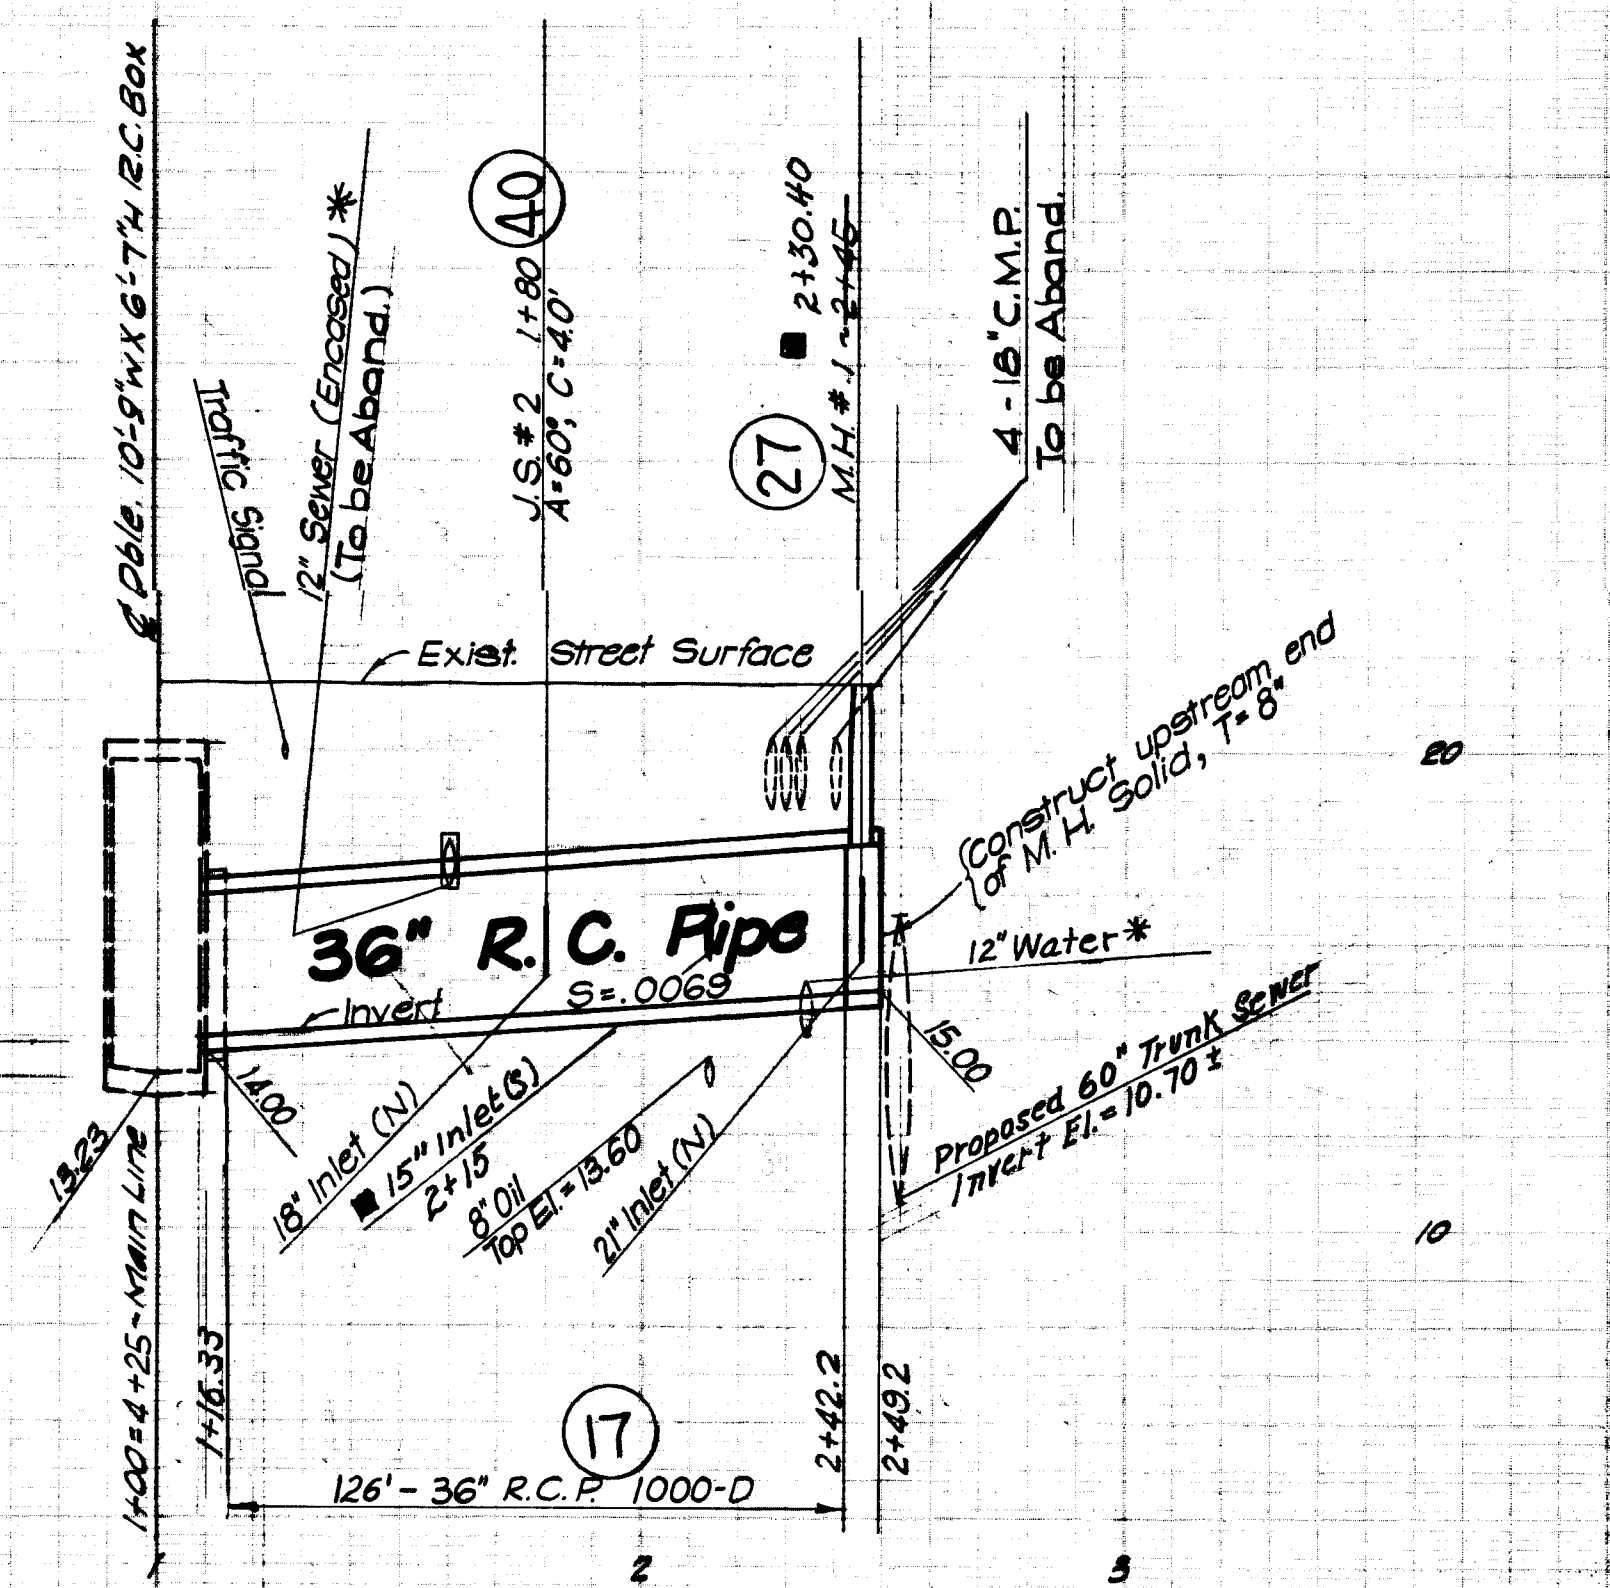 ℄ Dble. 10'-9"W X 6'-7"H R.C. Box
Traffic Signal
12" Sewer (Encased) *
(To be Aband.)
40
J.S. # 2 1+80
A=60°, C=4.0'
27
■ 2+30.40
M.H. # 1 ~ 2+45
4-18" C.M.P.
To be Aband.
Exist. Street Surface
Construct upstream end
of M.H. Solid, T=8"
20
36" R.C. Pipe
S=.0069
Invert
12" Water *
15.00
Proposed 60" Trunk Sewer
Invert El.=10.70±
14.00
13.23
18" Inlet (N)
■ 15" Inlet (S)
2+15
8" Oil
Top El.=13.60
21" Inlet (N)
10
1+00=4+25-Main Line
1+16.33
17
2+42.2
2+49.2
126'-36" R.C.P. 1000-D
1
2
3